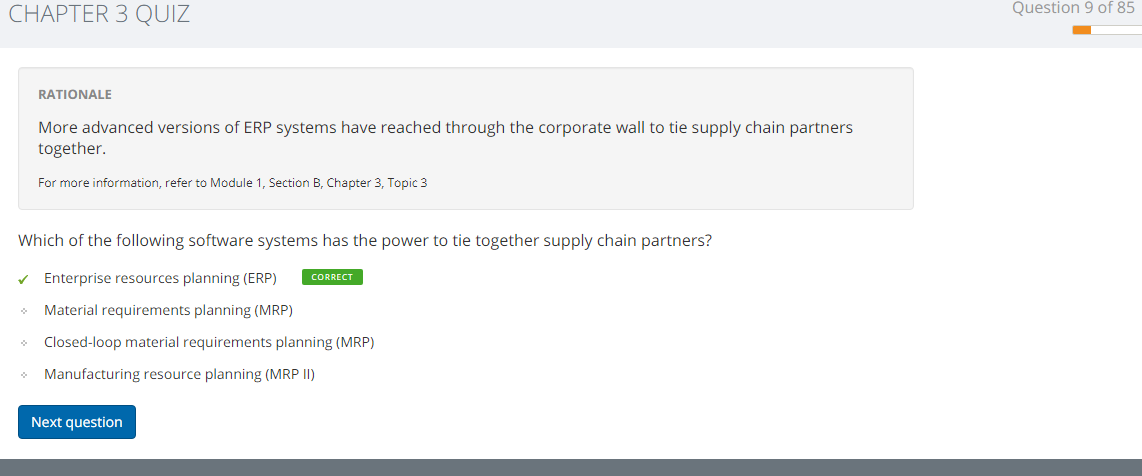 CHAPTER 3 QUIZ
Question 9 of 85
RATIONALE
More advanced versions of ERP systems have reached through the corporate wall to tie supply chain partners
together.
For more information, refer to Module 1, Section B, Chapter 3, Topic 3
Which of the following software systems has the power to tie together supply chain partners?
Enterprise resources planning (ERP) CORRECT
Material requirements planning (MRP)
Closed-loop material requirements planning (MRP)
Manufacturing resource planning (MRP II)
Next question